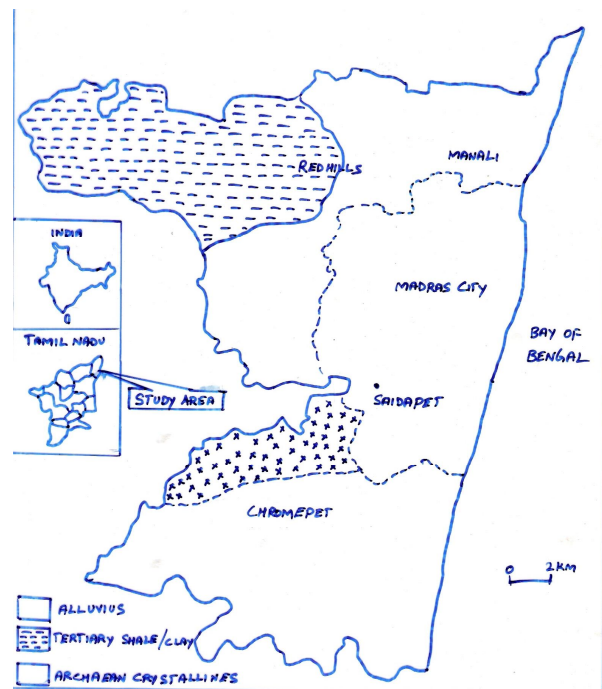 MANALI
REDHILLS
INDIA
MADRAS CITY
BAY OF
BENGAL
TAMIL NADU
STUDY AREA
SAIDAPET
CHROMEPET
0 2KM
ALLUVIUS
TERTIARY SHALE/CLAY
ARCHAEAN CRYSTALLINES